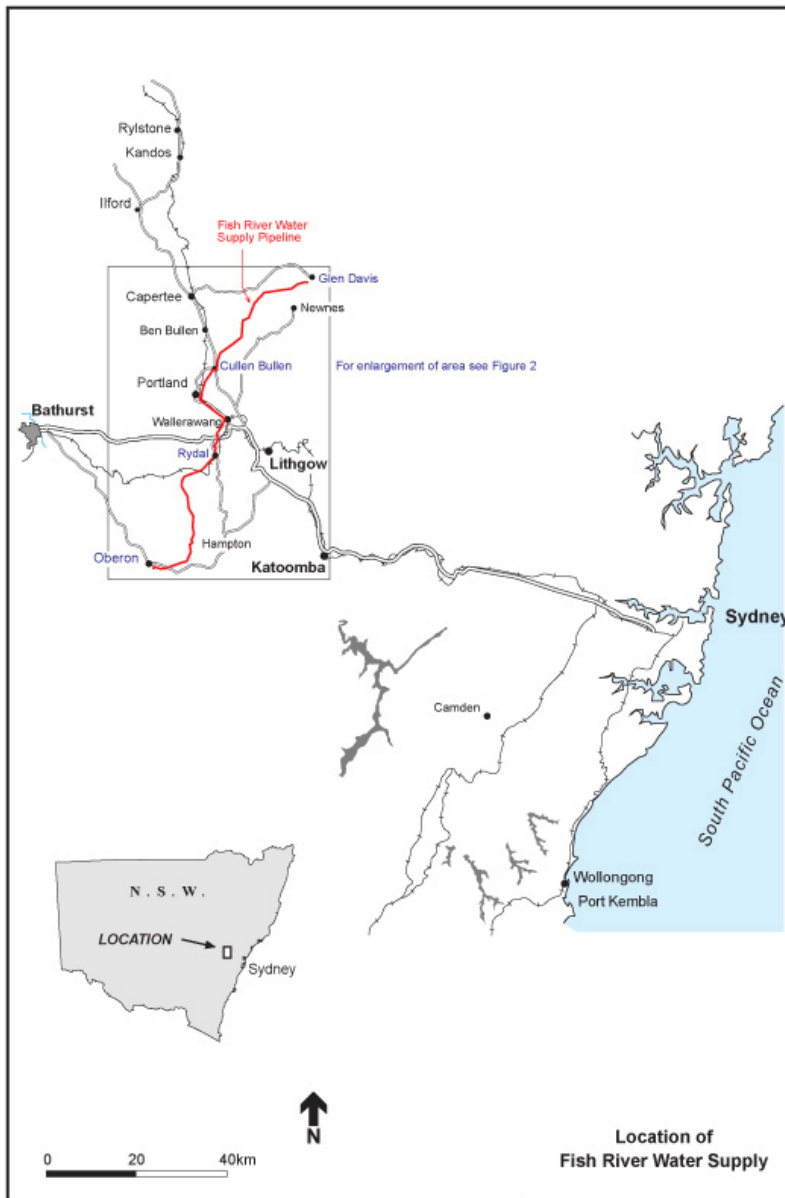 Rylstone
Kandos
Ilford
Fish River Water
Supply Pipeline
Glen Davis
Capertee
Newnes
Ben Bullen
Cullen Bullen
For enlargement of area see Figure 2
Portland
Bathurst
Wallerawang
Rydal
Lithgow
Hampton
Oberon
Katoomba
Sydney
Camden
South Pacific Ocean
Wollongong
Port Kembla
N. S. W.
LOCATION
Sydney
N
0 20 40km
Location of
Fish River Water Supply